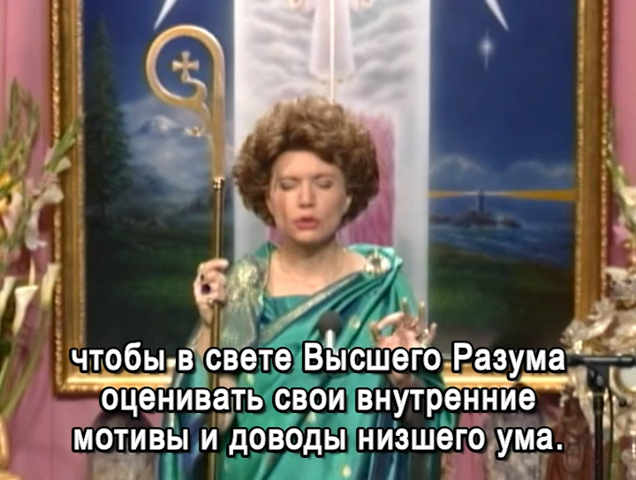 чтобы в свете Высшего Разума
оценивать свои внутренние
мотивы и доводы низшего ума.